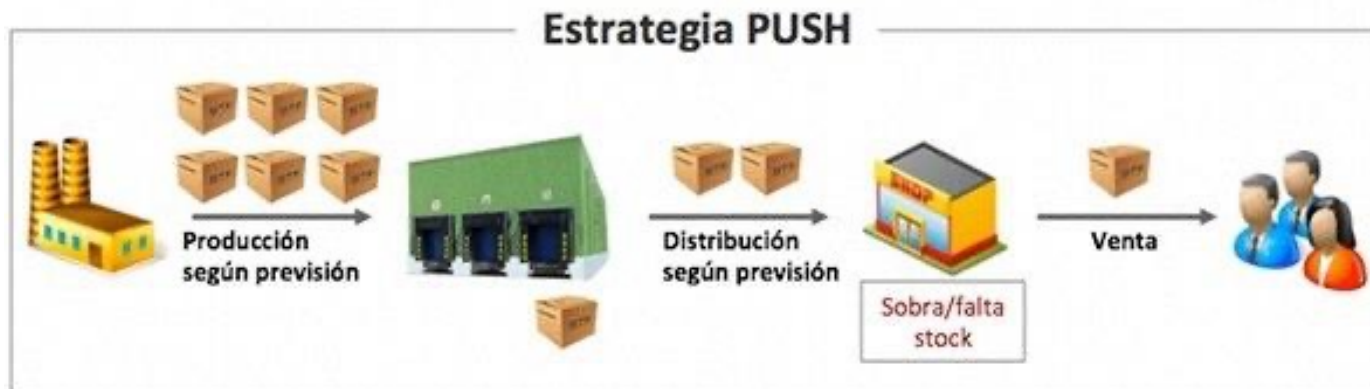 Estrategia PUSH
Producción
según previsión
Distribución
según previsión
SHOP
Venta
Sobra/falta
stock